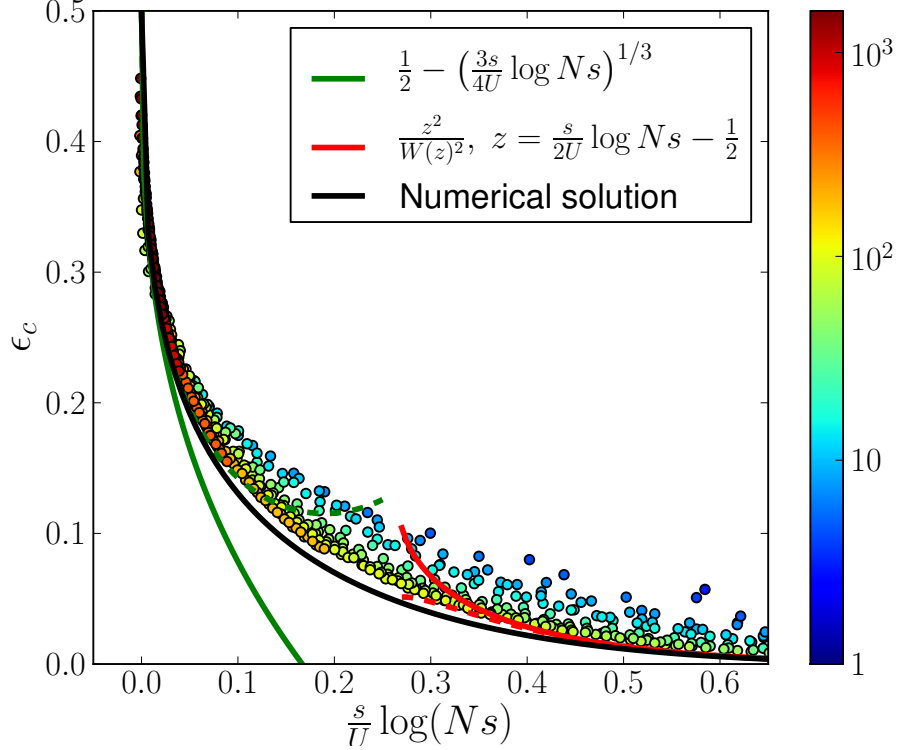 0.5
0.4
0.3
0.2
0.1
0.0
ϵ_c
0.0 0.1 0.2 0.3 0.4 0.5 0.6
s/U log(Ns)
1/2 − (3s/4U log Ns)^{1/3}
z²/W(z)², z = s/2U log Ns − 1/2
Numerical solution
10³
10²
10
1